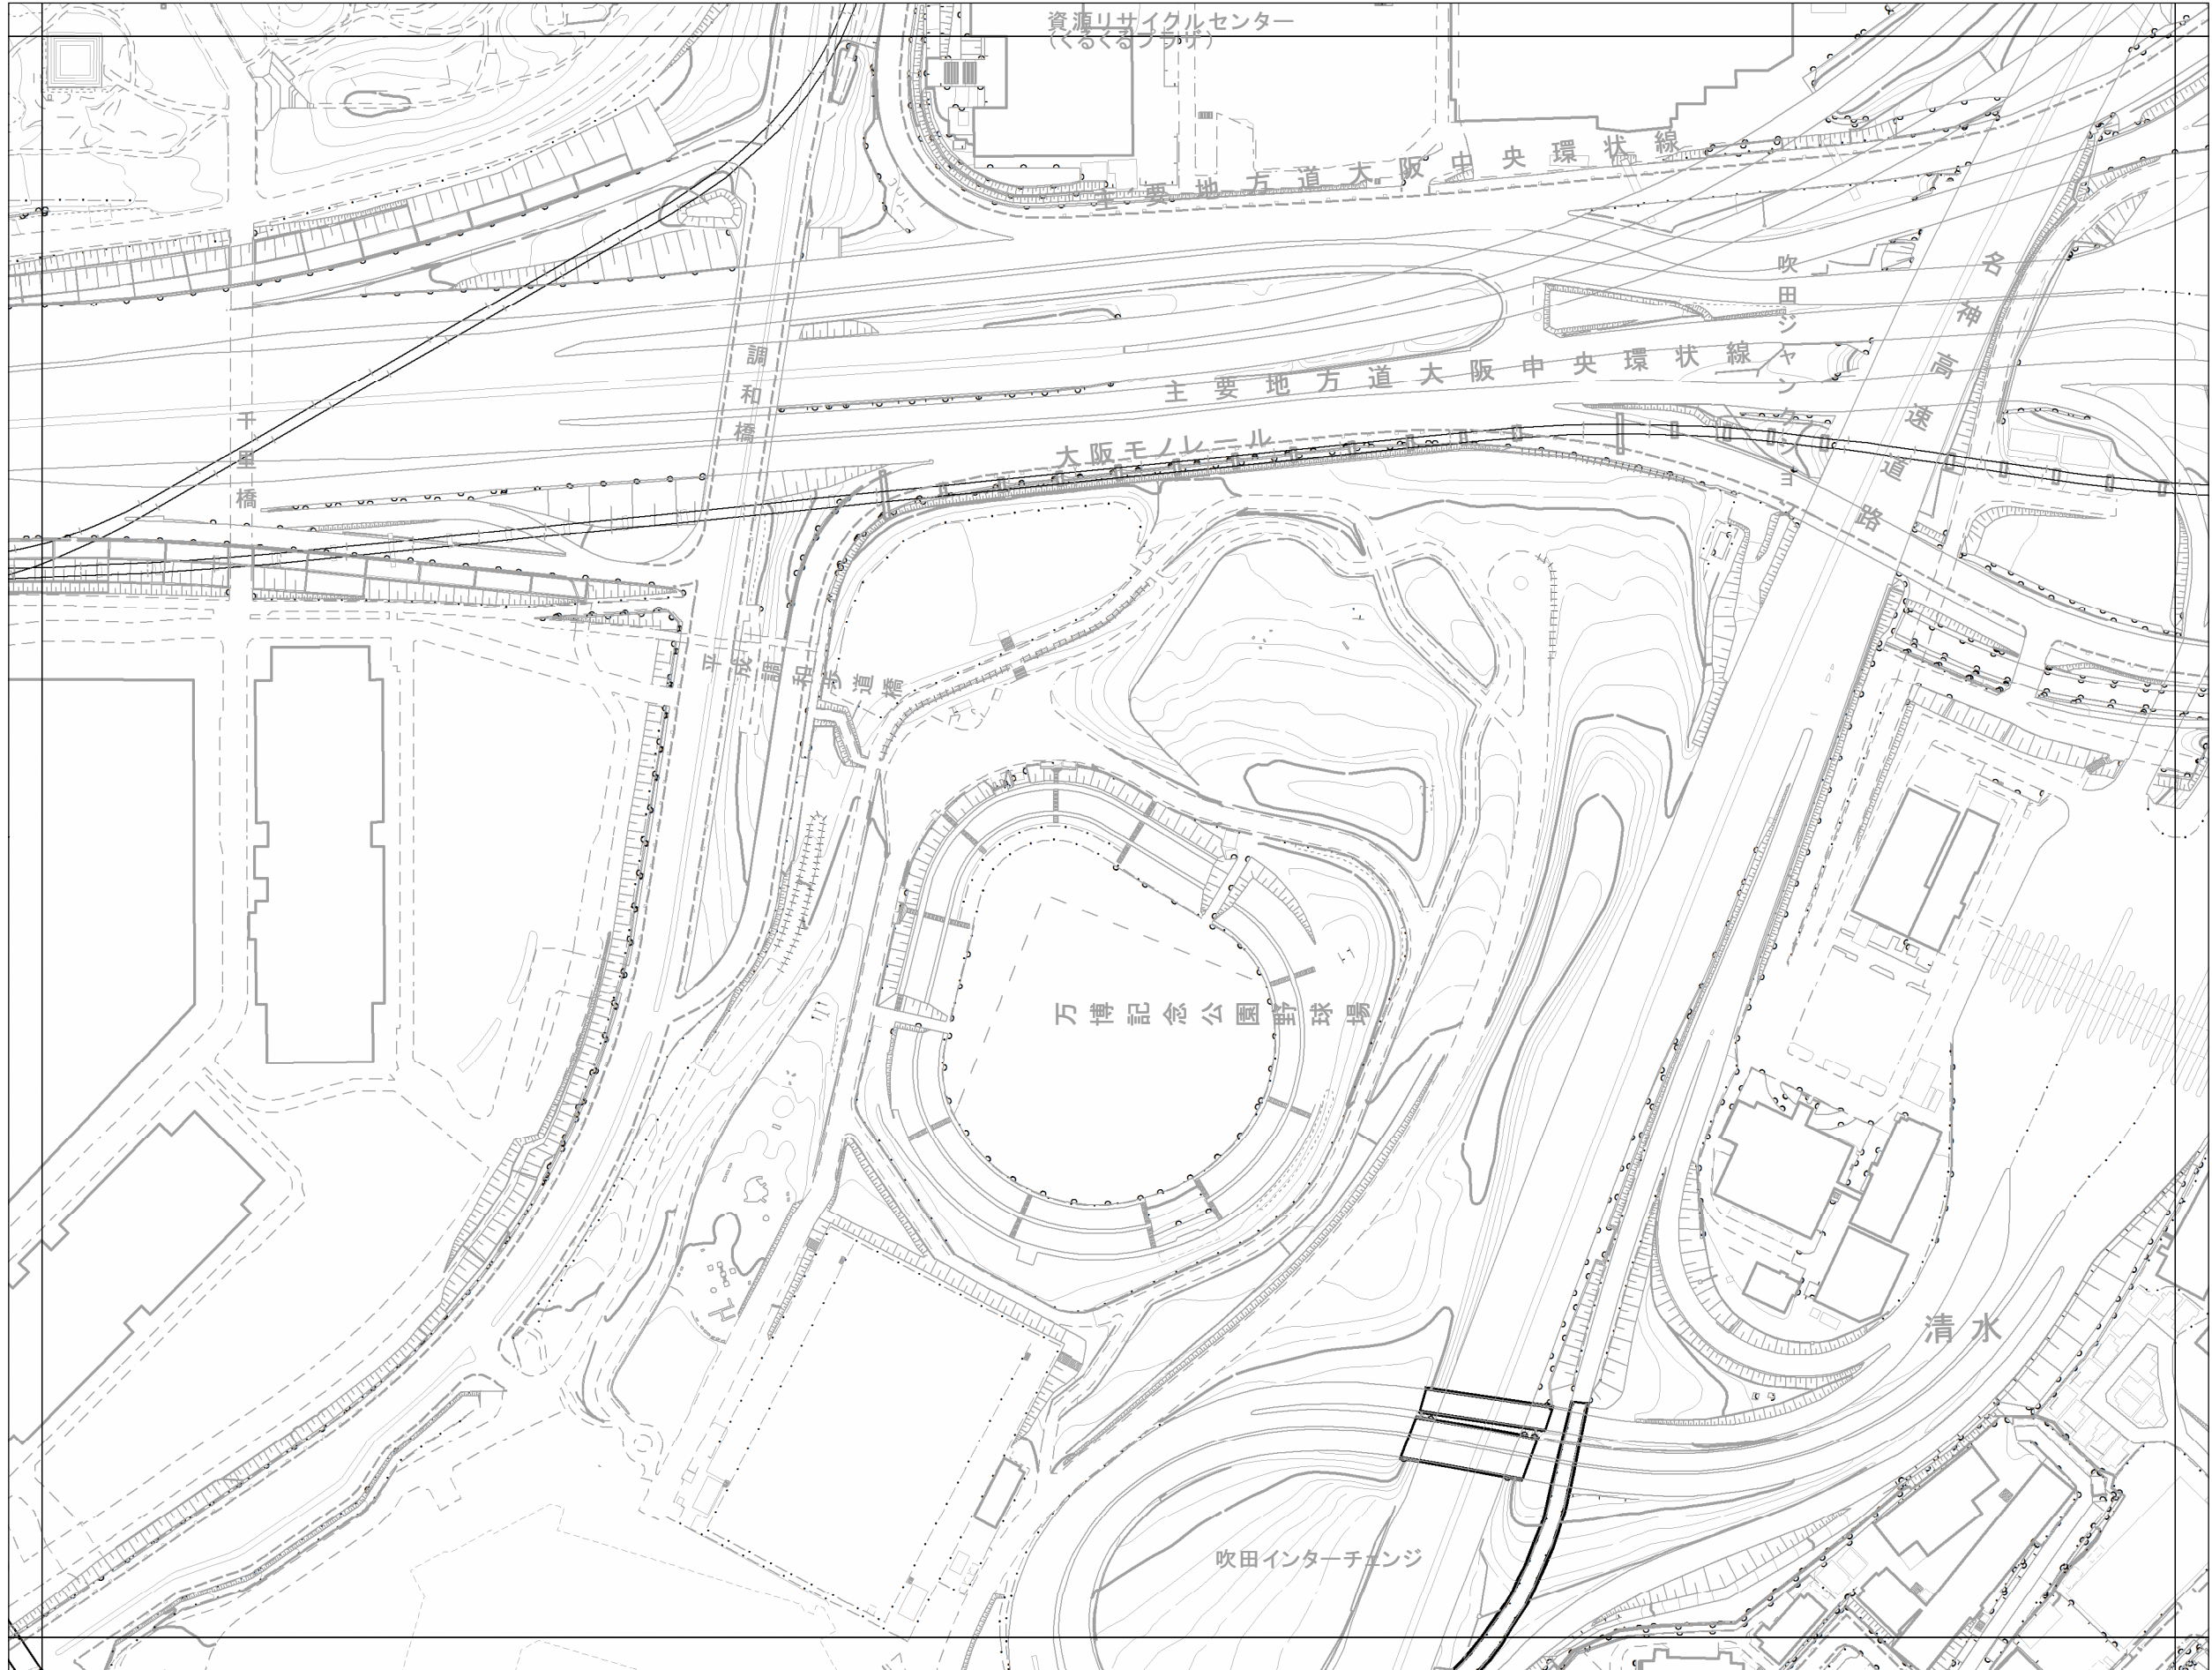 資源リサイクルセンター
（くるくるプラザ）
主要地方道大阪中央環状線
吹田ジャンクション
名神高速道路
調和橋
主要地方道大阪中央環状線
千里橋
大阪モノレール
平成調和歩道橋
万博記念公園野球場
清水
吹田インターチェンジ